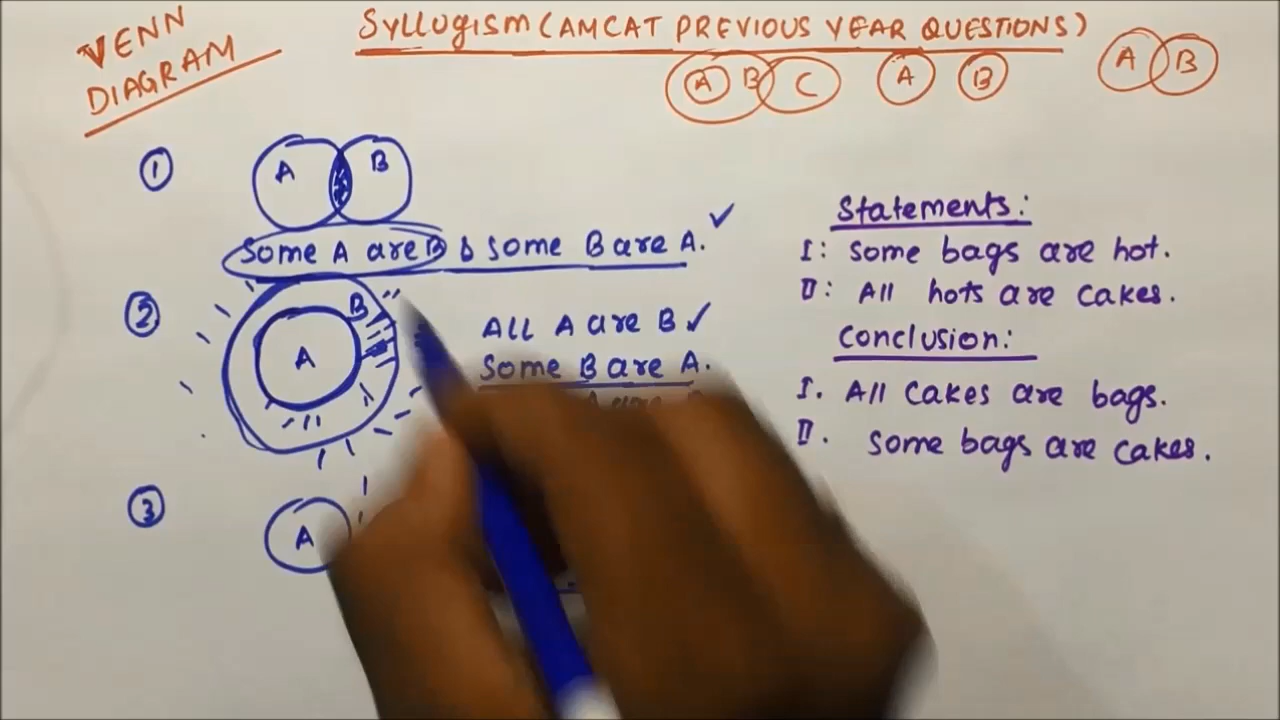 VENN
DIAGRAM
SYLLOGISM (AMCAT PREVIOUS YEAR QUESTIONS)
A B C A B A B
1
A B
Some A are B & some B are A. ✓
2
B
A
ALL A are B ✓
Some B are A.
3
A
Statements:
I: Some bags are hot.
II: All hots are cakes.
Conclusion:
I. All cakes are bags.
II. Some bags are cakes.